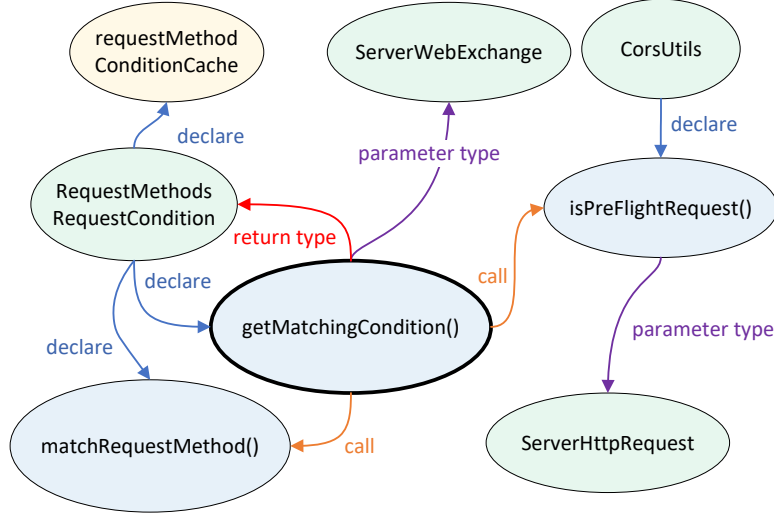 requestMethod
ConditionCache
ServerWebExchange
CorsUtils
declare
declare
parameter type
RequestMethods
RequestCondition
isPreFlightRequest()
return type
declare
call
getMatchingCondition()
parameter type
declare
matchRequestMethod()
call
ServerHttpRequest